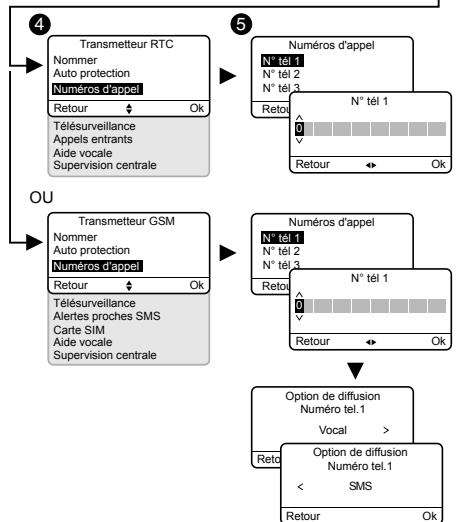 4
Transmetteur RTC
Nommer
Auto protection
Numéros d'appel
Retour Ok
Télésurveillance
Appels entrants
Aide vocale
Supervision centrale
5
Numéros d'appel
N° tél 1
N° tél 2
N° tél 3
Retou
N° tél 1
0
Retour Ok
OU
Transmetteur GSM
Nommer
Auto protection
Numéros d'appel
Retour Ok
Télésurveillance
Alertes proches SMS
Carte SIM
Aide vocale
Supervision centrale
Numéros d'appel
N° tél 1
N° tél 2
N° tél 3
Retou
N° tél 1
0
Retour Ok
Option de diffusion
Numéro tel.1
Vocal >
Reto
Option de diffusion
Numéro tel.1
< SMS
Retour Ok